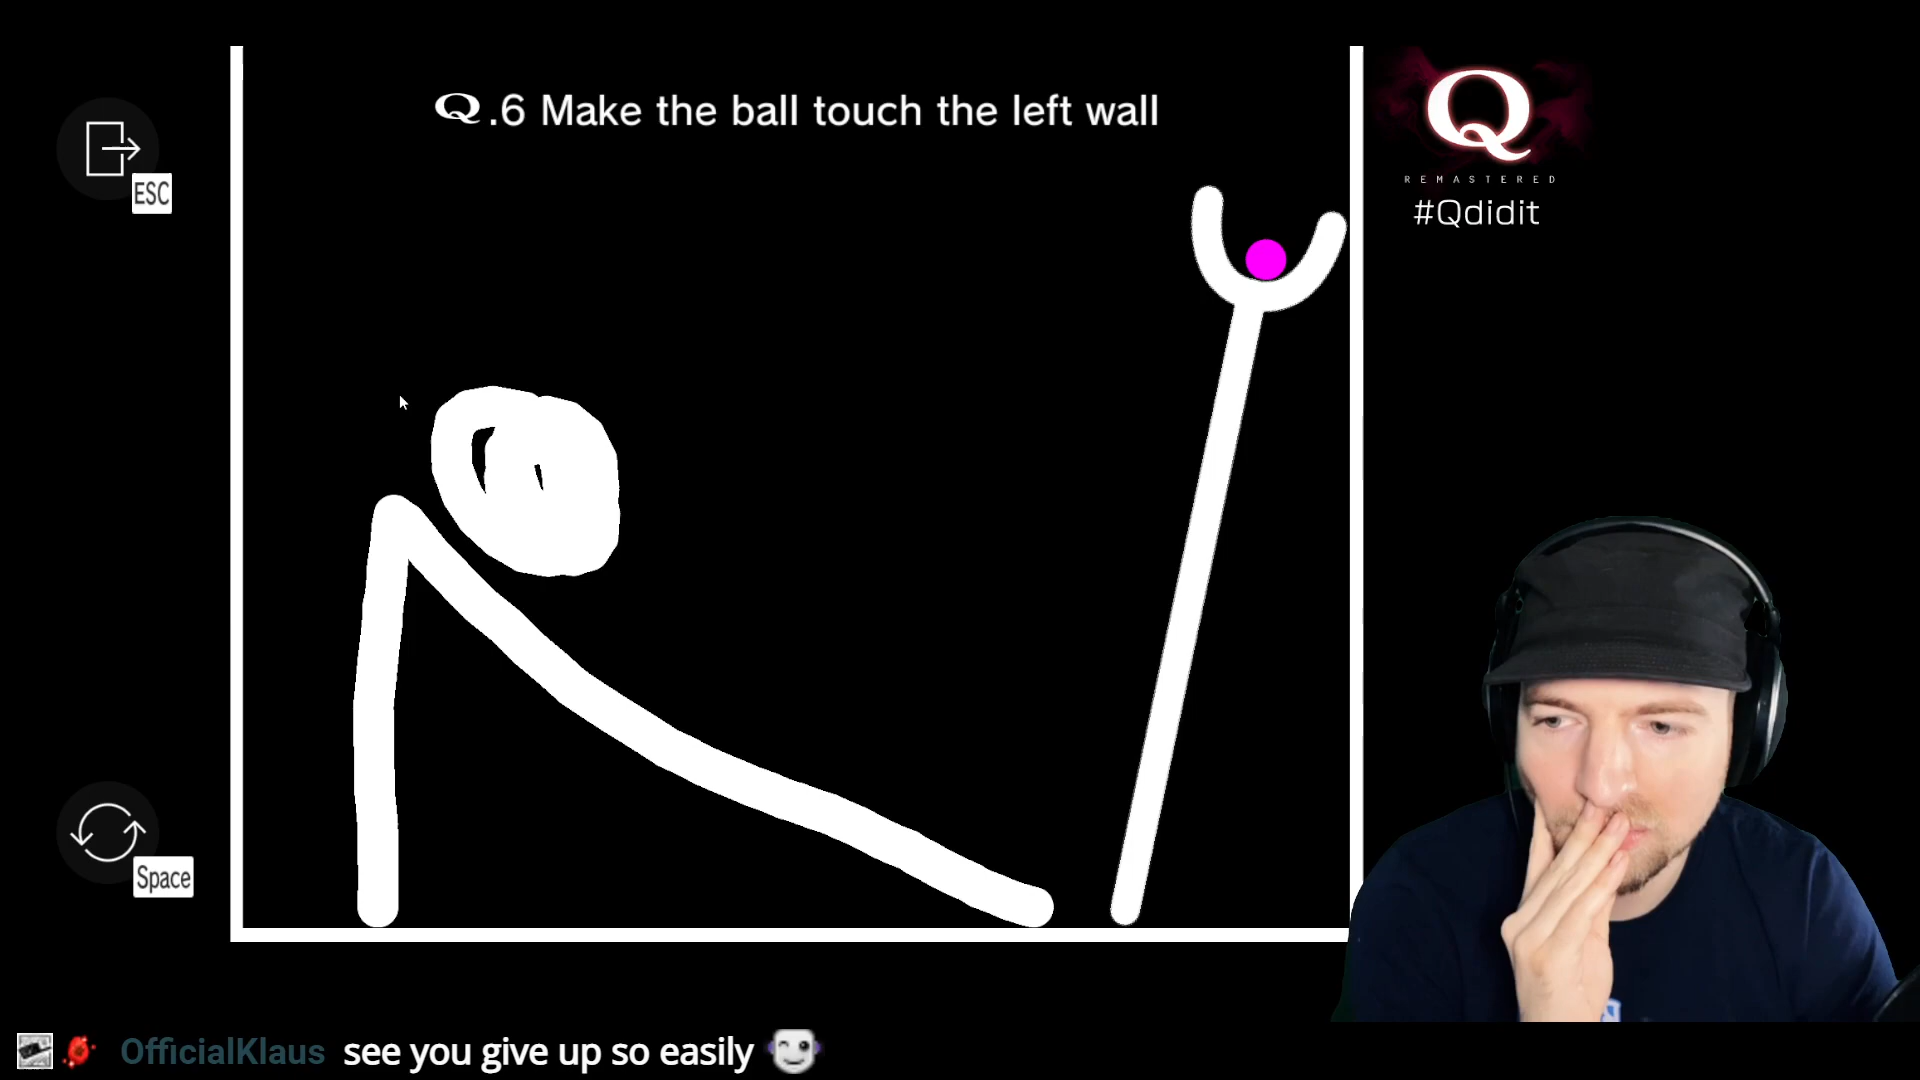 Q.6 Make the ball touch the left wall
ESC
Q
REMASTERED
#Qdidit
Space
OfficialKlaus see you give up so easily